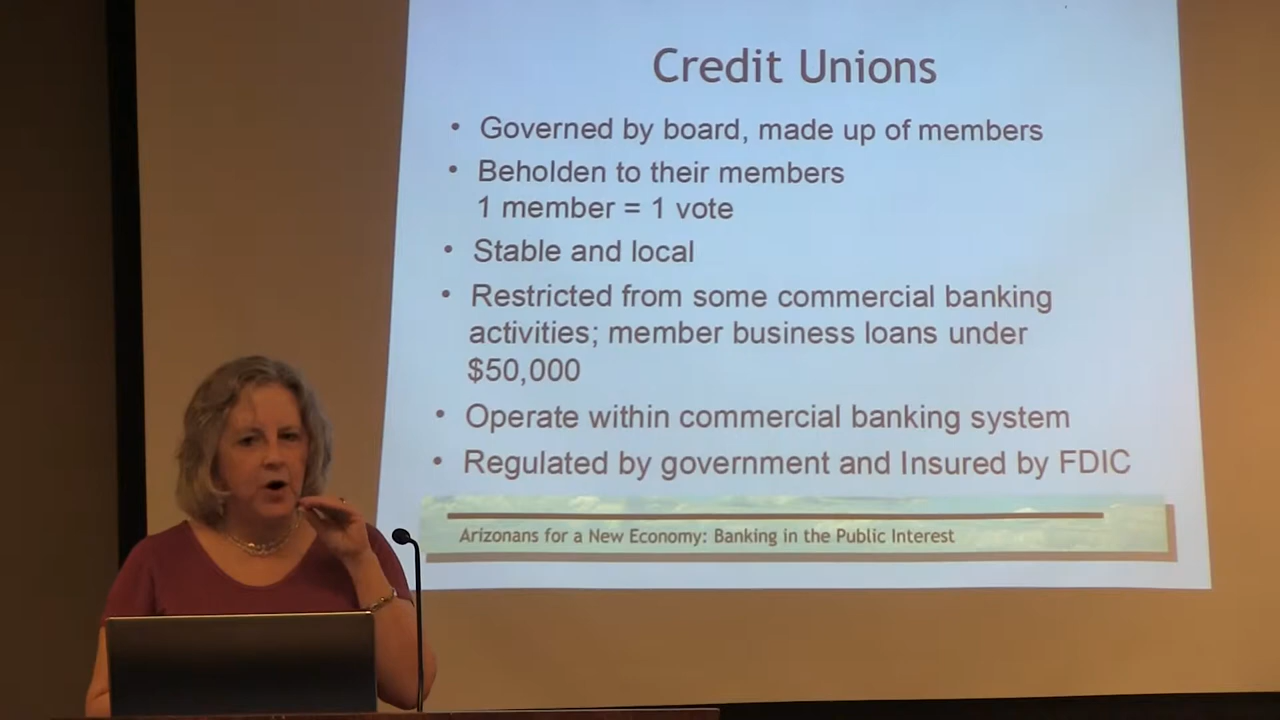 Credit Unions
• Governed by board, made up of members
• Beholden to their members
1 member = 1 vote
• Stable and local
• Restricted from some commercial banking
activities; member business loans under
$50,000
• Operate within commercial banking system
• Regulated by government and Insured by FDIC
Arizonans for a New Economy: Banking in the Public Interest